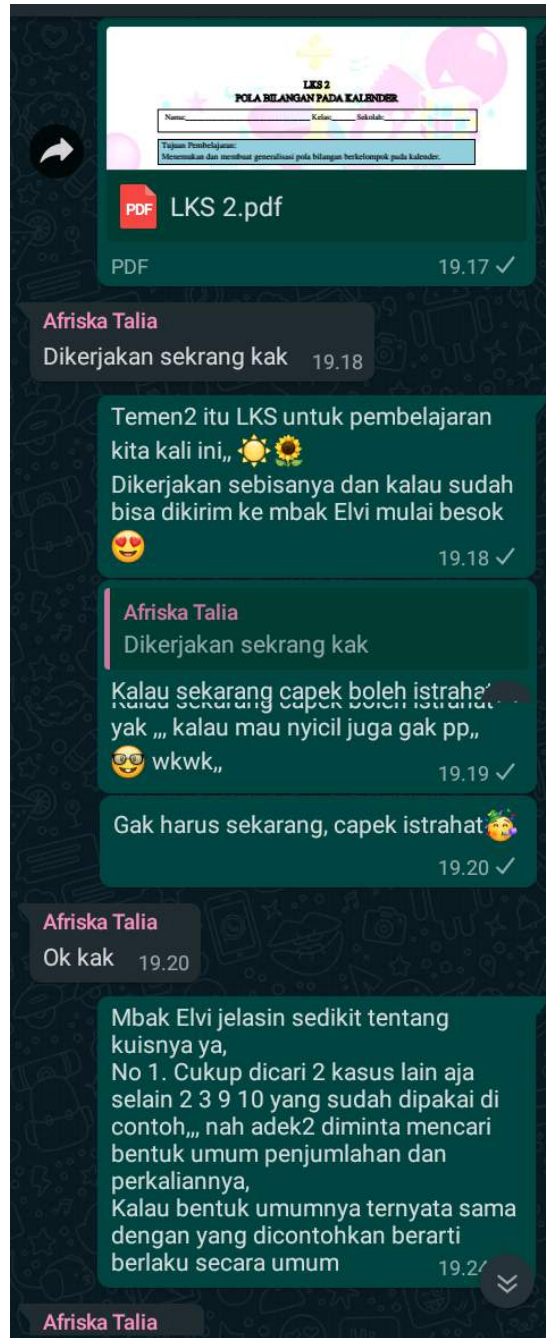 LKS 2
POLA BILANGAN PADA KALENDER
Nama: Kelas: Sekolah:
Tujuan Pembelajaran:
Menemukan dan membuat generalisasi pola bilangan berkelompok pada kalender.
PDF LKS 2.pdf
PDF 19.17
Afriska Talia
Dikerjakan sekrang kak 19.18
Temen2 itu LKS untuk pembelajaran
kita kali ini,, ☀️🌻
Dikerjakan sebisanya dan kalau sudah
bisa dikirim ke mbak Elvi mulai besok
😍 19.18
Afriska Talia
Dikerjakan sekrang kak
Kalau sekarang capek boleh istrahat
yak ,,, kalau mau nyicil juga gak pp,,
🤓 wkwk,, 19.19
Gak harus sekarang, capek istrahat🥳
19.20
Afriska Talia
Ok kak 19.20
Mbak Elvi jelasin sedikit tentang
kuisnya ya,
No 1. Cukup dicari 2 kasus lain aja
selain 2 3 9 10 yang sudah dipakai di
contoh,,, nah adek2 diminta mencari
bentuk umum penjumlahan dan
perkaliannya,
Kalau bentuk umumnya ternyata sama
dengan yang dicontohkan berarti
berlaku secara umum 19.24
Afriska Talia